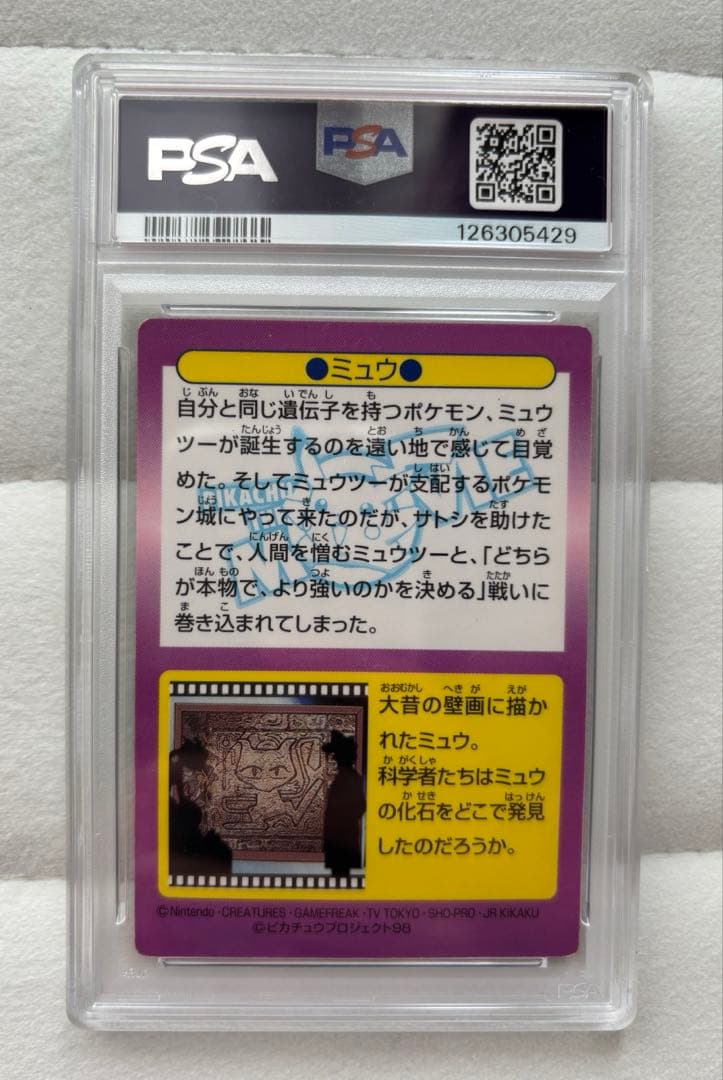 PSA
PSA
126305429
●ミュウ●
自分と同じ遺伝子を持つポケモン、ミュウ
ツーが誕生するのを遠い地で感じて目覚
めた。そしてミュウツーが支配するポケモ
ン城にやって来たのだが、サトシを助けた
ことで、人間を憎むミュウツーと、「どちら
が本物で、より強いのかを決める」戦いに
巻き込まれてしまった。
PIKACHU
THE
MOVIE
大昔の壁画に描か
れたミュウ。
科学者たちはミュウ
の化石をどこで発見
したのだろうか。
©Nintendo・CREATURES・GAMEFREAK・TV TOKYO・SHO-PRO・JR KIKAKU
©ピカチュウプロジェクト98
PSA